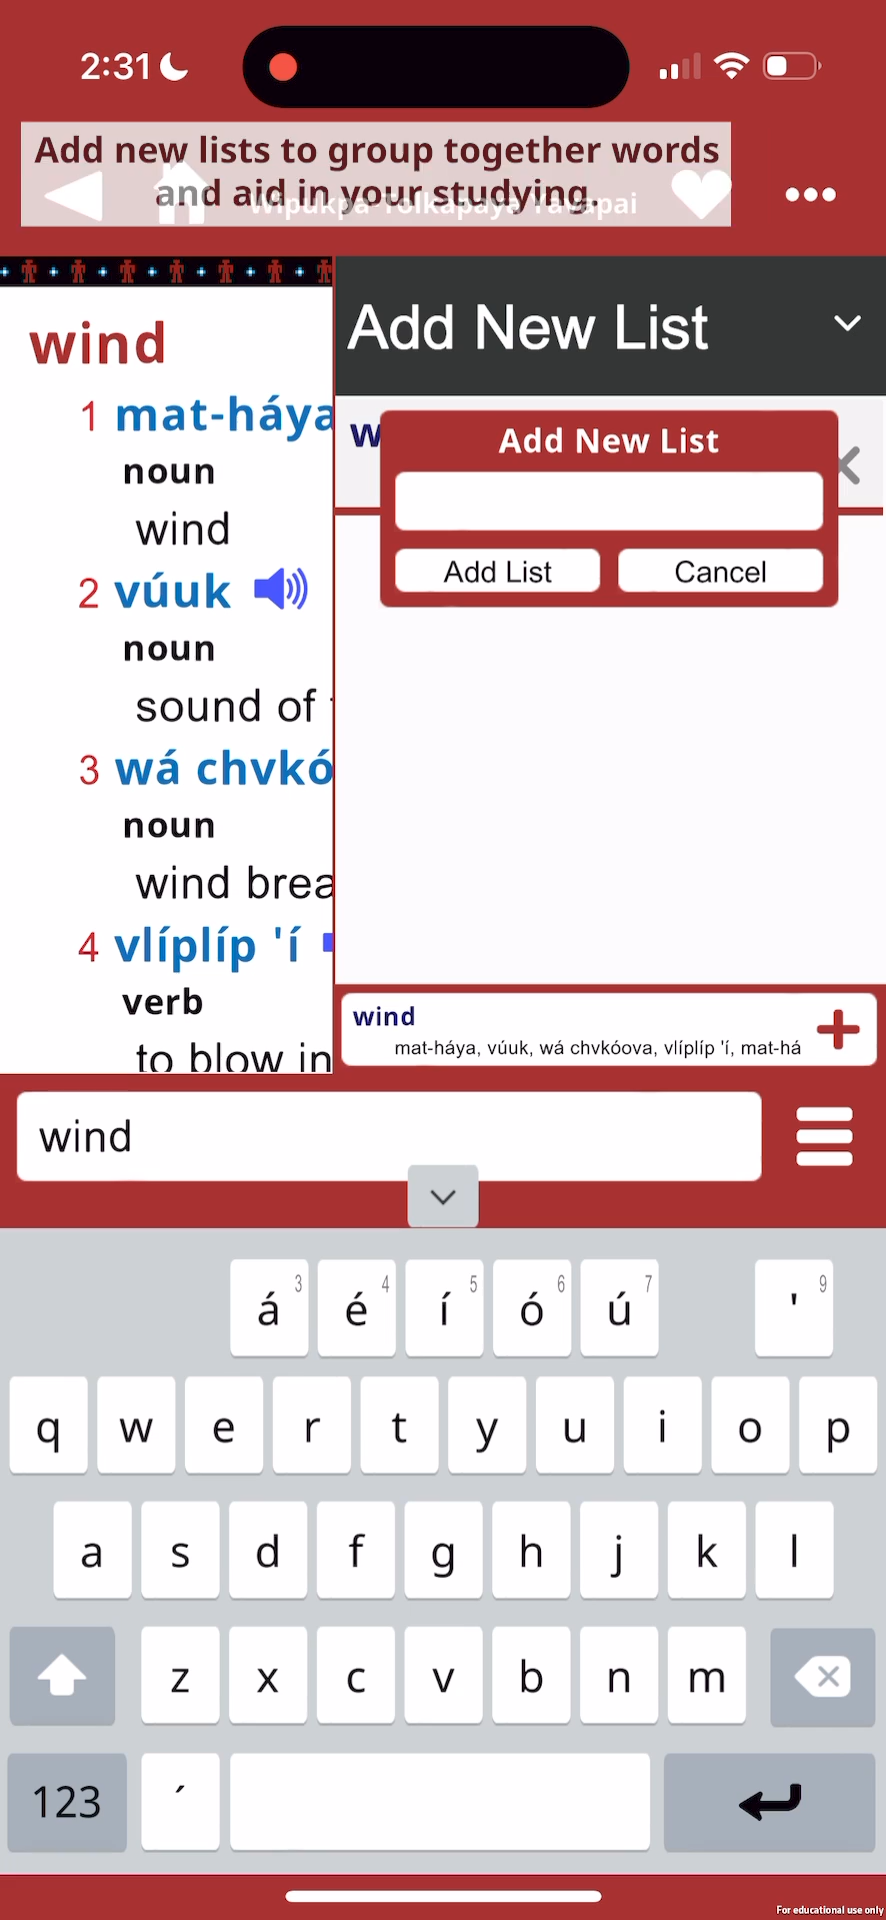 2:31
Add new lists to group together words
and aid in your studying.
Wipukpa-Tolkapaya Yavapai
wind
1 mat-háya
noun
wind
2 vúuk
noun
sound of
3 wá chvkó
noun
wind brea
4 vlíplíp 'í
verb
to blow in
Add New List
w
Add New List
Add List Cancel
wind
mat-háya, vúuk, wá chvkóova, vlíplíp 'í, mat-há
wind
á 3 é 4 í 5 ó 6 ú 7 ' 9
q w e r t y u i o p
a s d f g h j k l
z x c v b n m
123 ´
For educational use only